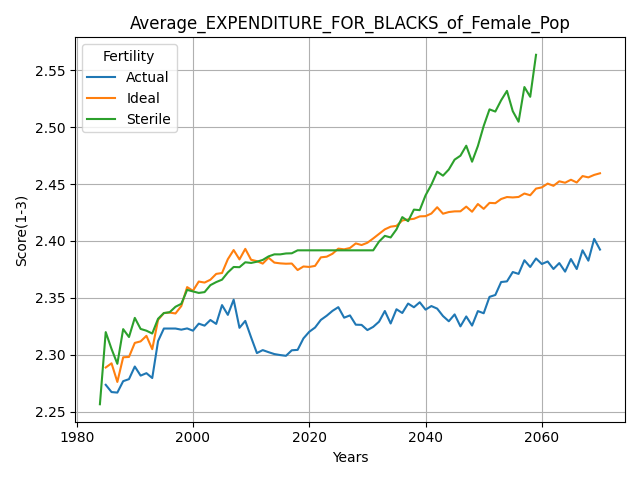 Average_EXPENDITURE_FOR_BLACKS_of_Female_Pop
Fertility
Actual
Ideal
Sterile
Score(1-3)
2.55
2.50
2.45
2.40
2.35
2.30
2.25
1980 2000 2020 2040 2060
Years